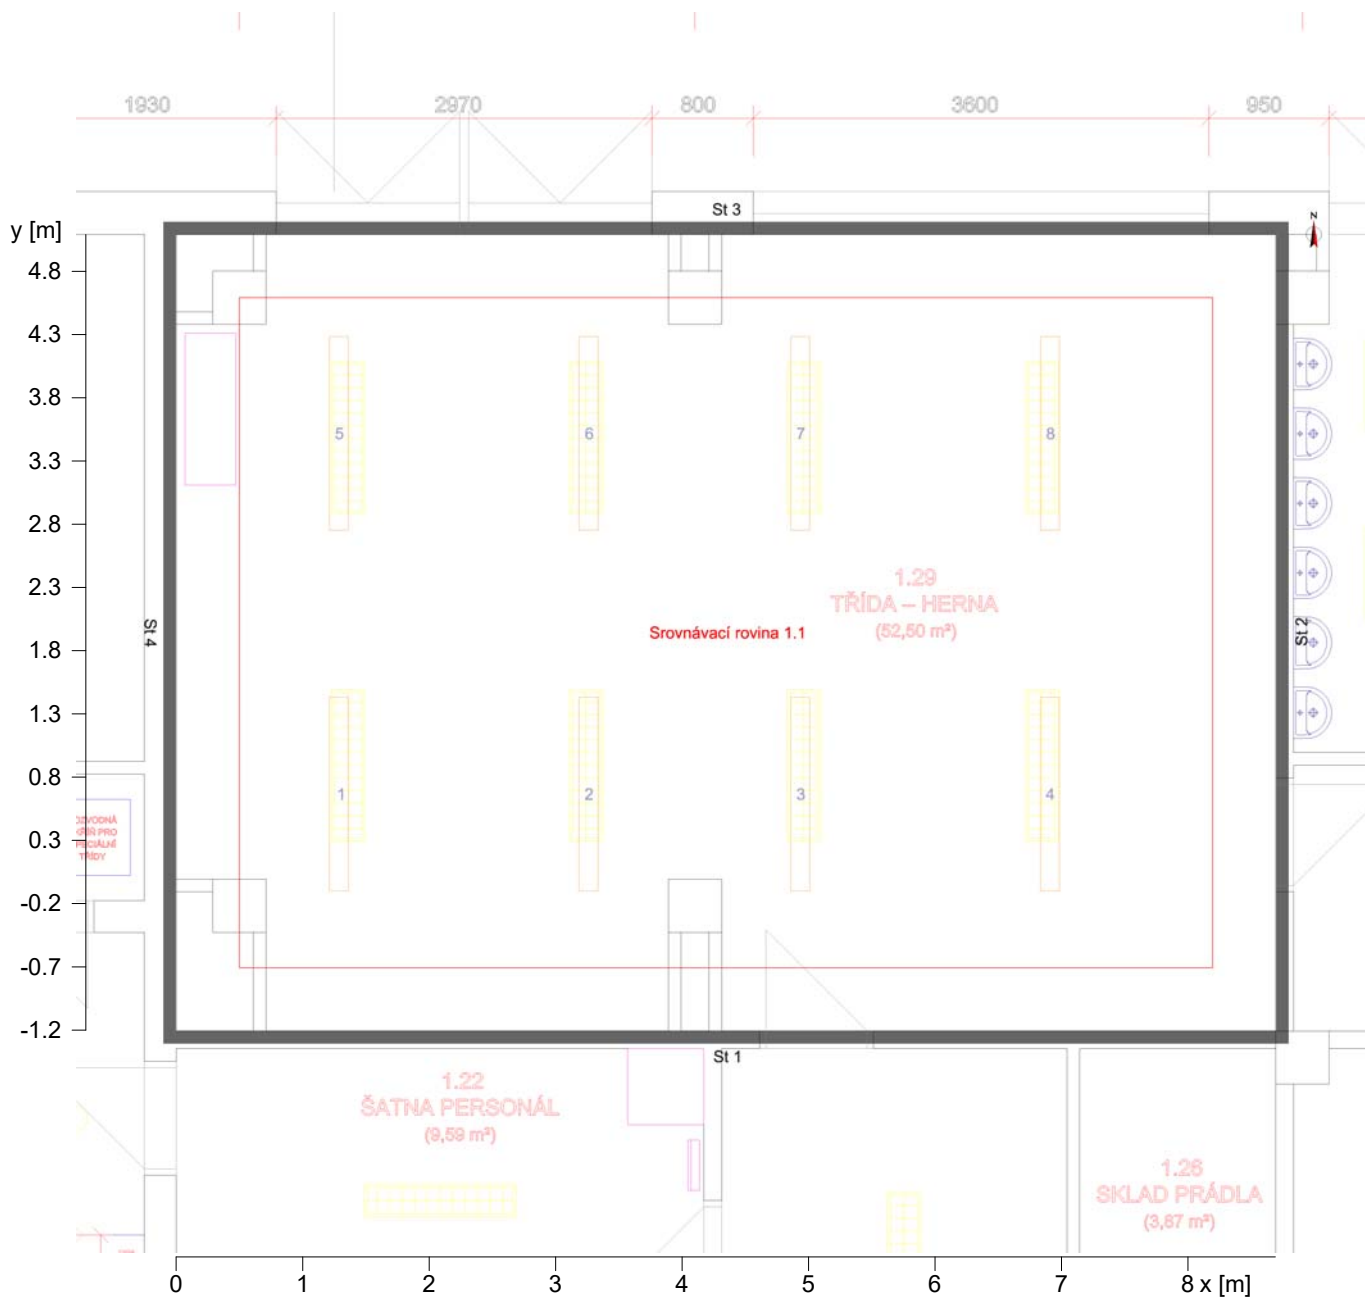 1930 2970 800 3600 950
St 3
N
y [m]
4.8
4.3
3.8
3.3
2.8
2.3
1.8
1.3
0.8
0.3
-0.2
-0.7
-1.2
5 6 7 8
1.29
TŘÍDA – HERNA
(52,50 m²)
Srovnávací rovina 1.1
St 4
St 2
1 2 3 4
PRO
TŘÍDY
St 1
1.22
ŠATNA PERSONÁL
(9,59 m²)
1.26
SKLAD PRÁDLA
(3,87 m²)
0 1 2 3 4 5 6 7 8 x [m]